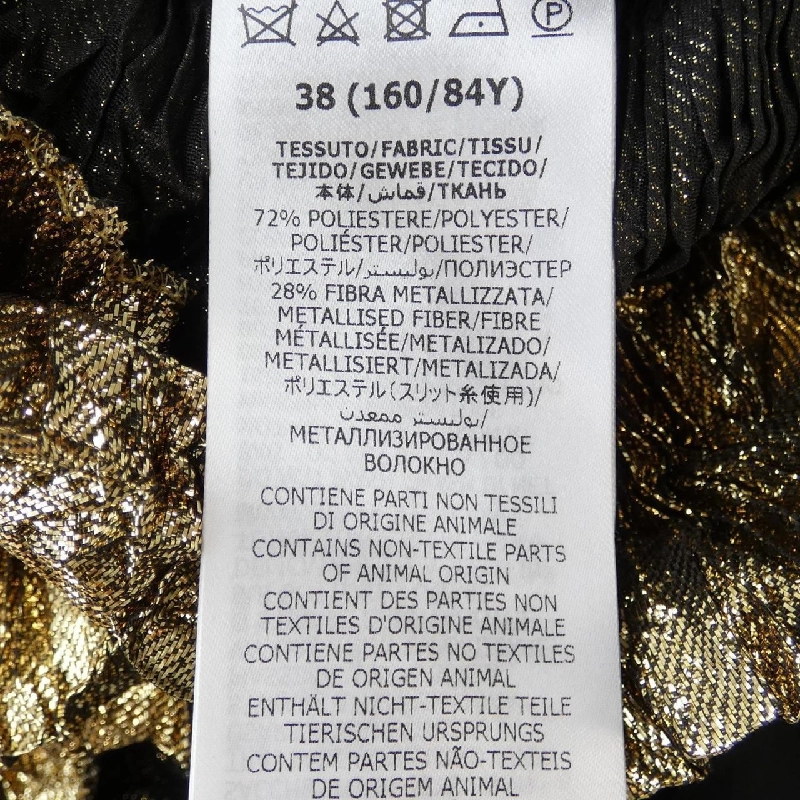 P
38 (160/84Y)
TESSUTO/FABRIC/TISSU/
TEJIDO/GEWEBE/TECIDO/
本体/قماش/ТКАНЬ
72% POLIESTERE/POLYESTER/
POLIÉSTER/POLIESTER/
ポリエステル/بوليستر/ПОЛИЭСТЕР
28% FIBRA METALLIZZATA/
METALLISED FIBER/FIBRE
MÉTALLISÉE/METALIZADO/
METALLISIERT/METALIZADA/
ポリエステル(スリット糸使用)/
بوليستر ممعدن/
МЕТАЛЛИЗИРОВАННОЕ
ВОЛОКНО
CONTIENE PARTI NON TESSILI
DI ORIGINE ANIMALE
CONTAINS NON-TEXTILE PARTS
OF ANIMAL ORIGIN
CONTIENT DES PARTIES NON
TEXTILES D'ORIGINE ANIMALE
CONTIENE PARTES NO TEXTILES
DE ORIGEN ANIMAL
ENTHÄLT NICHT-TEXTILE TEILE
TIERISCHEN URSPRUNGS
CONTEM PARTES NÃO-TEXTEIS
DE ORIGEM ANIMAL